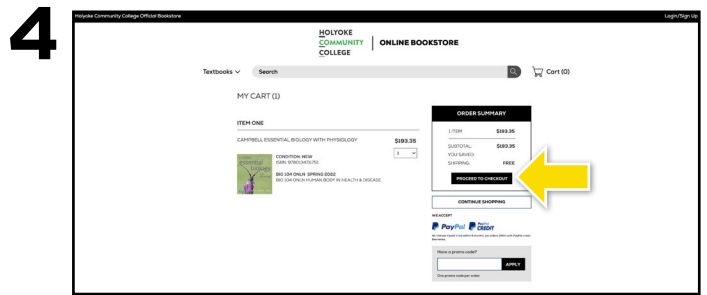 4
Holyoke Community College Official Bookstore
Login/Sign Up
HOLYOKE
COMMUNITY
COLLEGE
ONLINE BOOKSTORE
Textbooks
Search
Cart (0)
MY CART (1)
ITEM ONE
CAMPBELL ESSENTIAL BIOLOGY WITH PHYSIOLOGY
$193.35
1
CONDITION: NEW
BIO 104 ONLN SPRING 2022
BIO 104 ONLN HUMAN BODY IN HEALTH & DISEASE
essential
biology
ORDER SUMMARY
1 ITEM $193.35
SUBTOTAL: $193.35
YOU SAVED:
SHIPPING: FREE
PROCEED TO CHECKOUT
CONTINUE SHOPPING
WE ACCEPT
PayPal
PayPal
CREDIT
Have a promo code?
APPLY
One promo code per order.